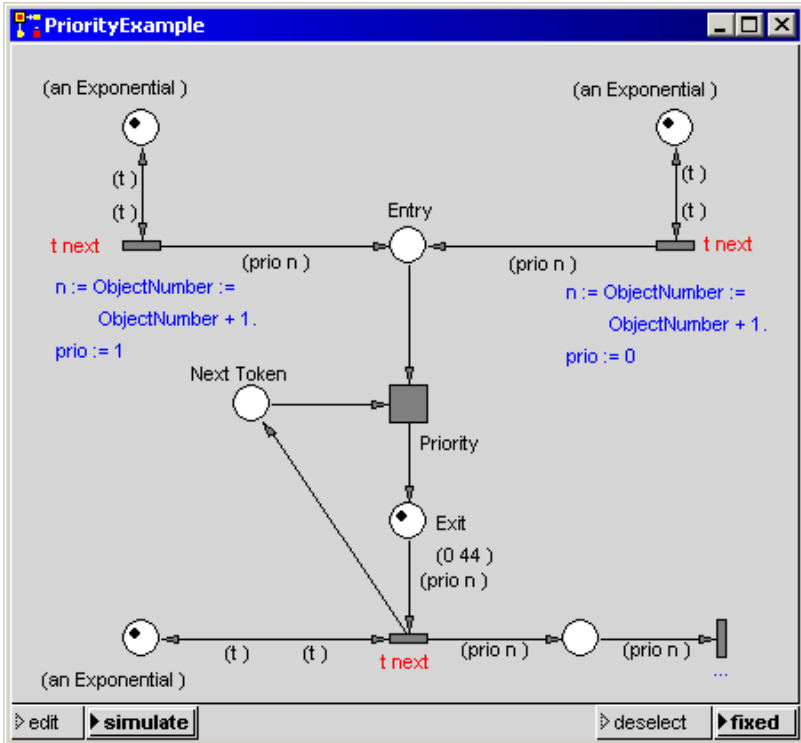 PriorityExample
(an Exponential )
(an Exponential )
(t )
(t )
(t )
(t )
Entry
t next
(prio n )
(prio n )
t next
n := ObjectNumber :=
ObjectNumber + 1.
prio := 1
n := ObjectNumber :=
ObjectNumber + 1.
prio := 0
Next Token
Priority
Exit
(0 44 )
(prio n )
(t )
(t )
t next
(prio n )
(prio n )
...
(an Exponential )
edit
simulate
deselect
fixed